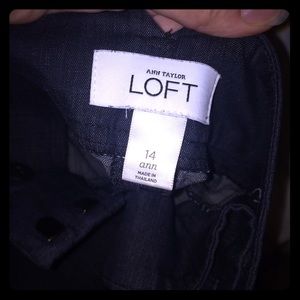 ANN TAYLOR
LOFT
14
ann
MADE IN
THAILAND